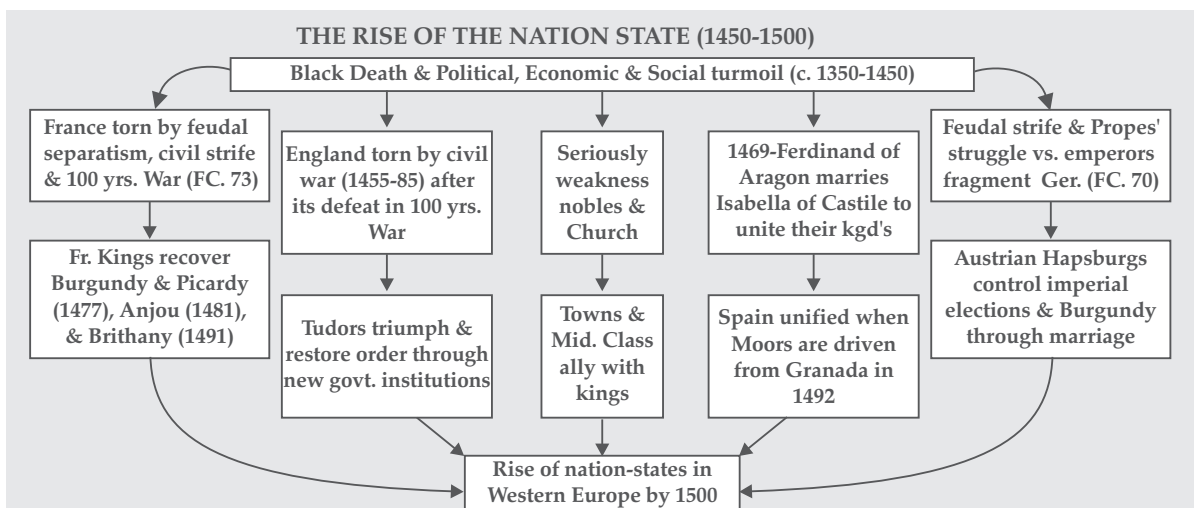 THE RISE OF THE NATION STATE (1450-1500)
Black Death & Political, Economic & Social turmoil (c. 1350-1450)
France torn by feudal
separatism, civil strife
& 100 yrs. War (FC. 73)
England torn by civil
war (1455-85) after
its defeat in 100 yrs.
War
Seriously
weakness
nobles &
Church
1469-Ferdinand of
Aragon marries
Isabella of Castile to
unite their kgd's
Feudal strife & Propes'
struggle vs. emperors
fragment Ger. (FC. 70)
Fr. Kings recover
Burgundy & Picardy
(1477), Anjou (1481),
& Brithany (1491)
Tudors triumph &
restore order through
new govt. institutions
Towns &
Mid. Class
ally with
kings
Spain unified when
Moors are driven
from Granada in
1492
Austrian Hapsburgs
control imperial
elections & Burgundy
through marriage
Rise of nation-states in
Western Europe by 1500